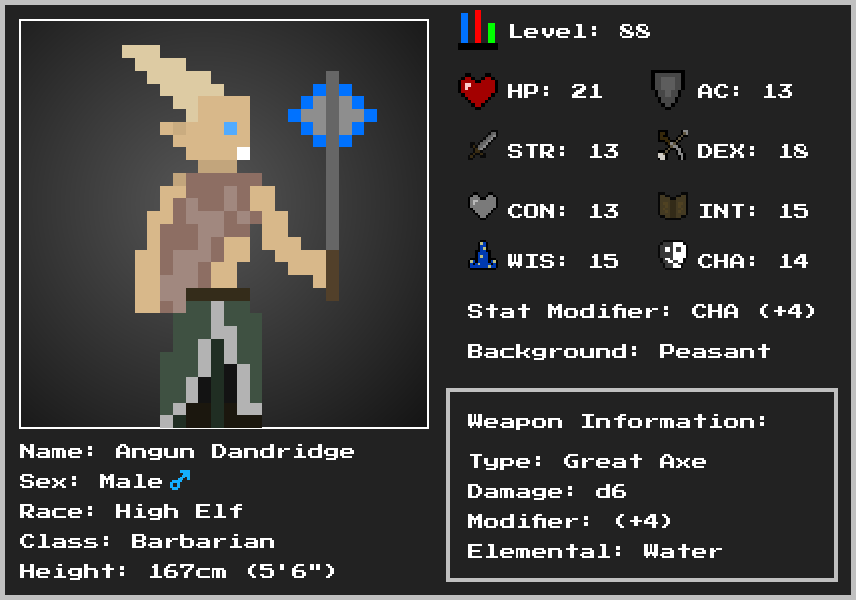 Level: 88
HP: 21 AC: 13
STR: 13 DEX: 18
CON: 13 INT: 15
WIS: 15 CHA: 14
Stat Modifier: CHA (+4)
Background: Peasant
Weapon Information:
Type: Great Axe
Damage: d6
Modifier: (+4)
Elemental: Water
Name: Angun Dandridge
Sex: Male ♂
Race: High Elf
Class: Barbarian
Height: 167cm (5'6")